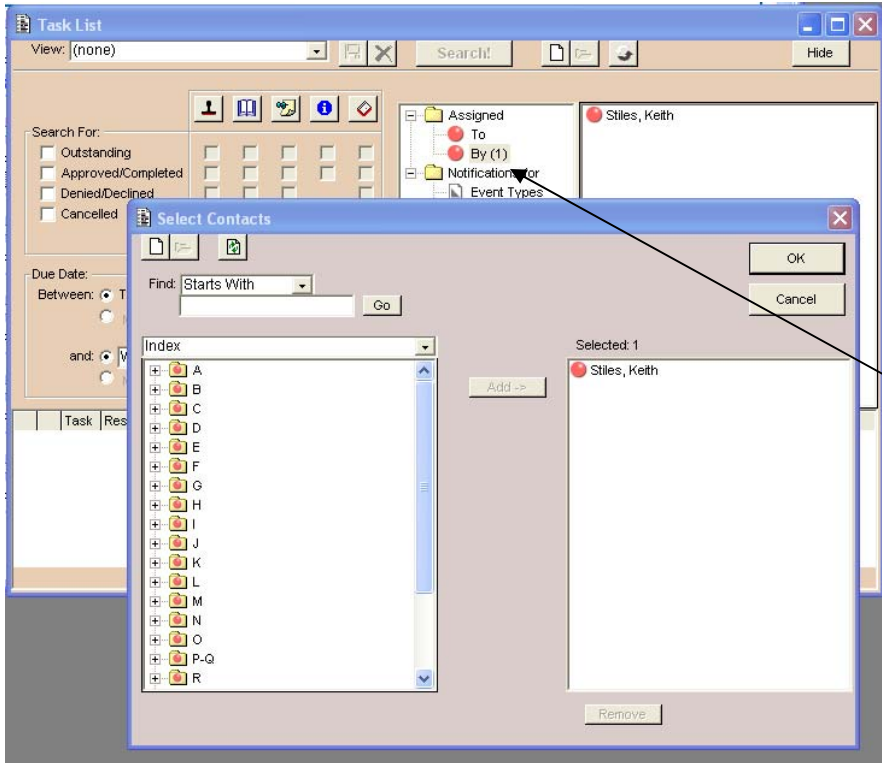 Task List
View: (none) Search! Hide
Search For:
Outstanding
Approved/Completed
Denied/Declined
Cancelled
Assigned
To
By (1)
Notifications for
Event Types
Stiles, Keith
Due Date:
Between:
and:
Task
Select Contacts
OK
Cancel
Find: Starts With
Go
Index
A
B
C
D
E
F
G
H
I
J
K
L
M
N
O
P-Q
R
Add ->
Selected: 1
Stiles, Keith
Remove